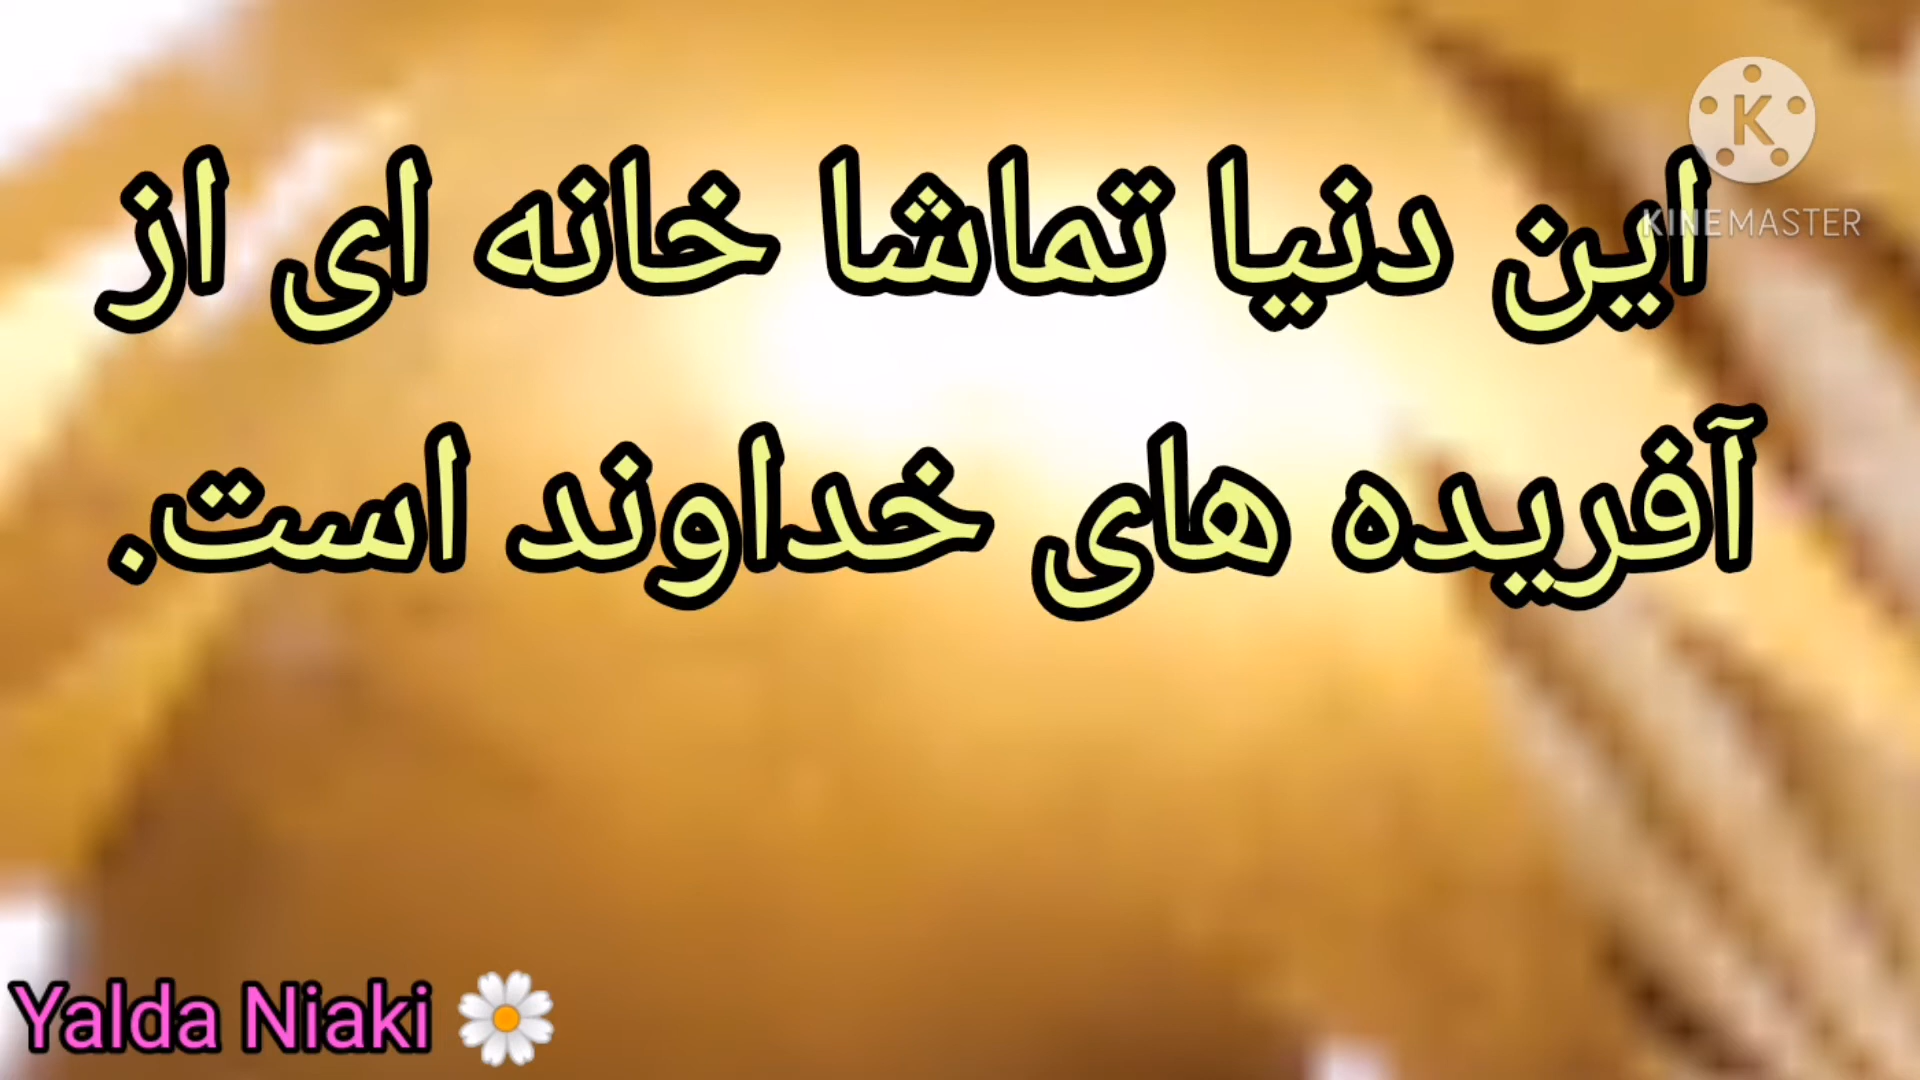 این دنیا تماشا خانه ای از
آفریده های خداوند است.
KINEMASTER
Yalda Niaki